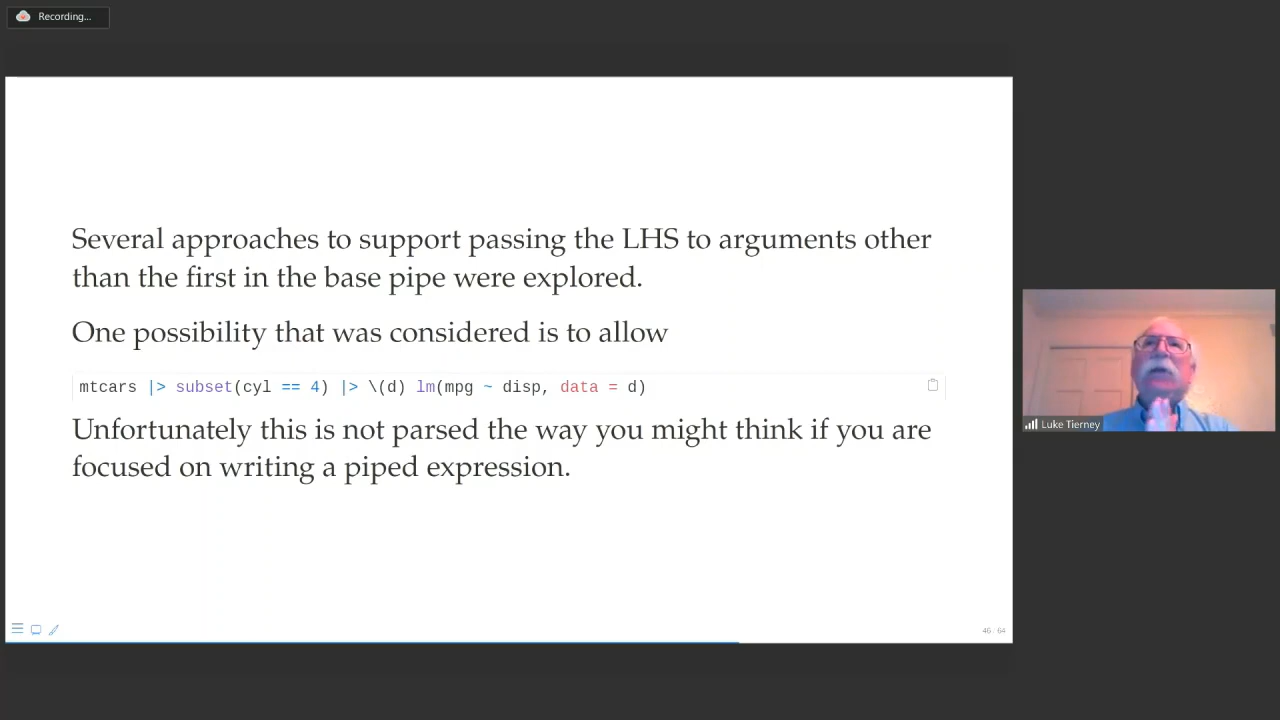 Recording...
Several approaches to support passing the LHS to arguments other
than the first in the base pipe were explored.
One possibility that was considered is to allow
mtcars |> subset(cyl == 4) |> \(d) lm(mpg ~ disp, data = d)
Unfortunately this is not parsed the way you might think if you are
focused on writing a piped expression.
Luke Tierney
46 / 64